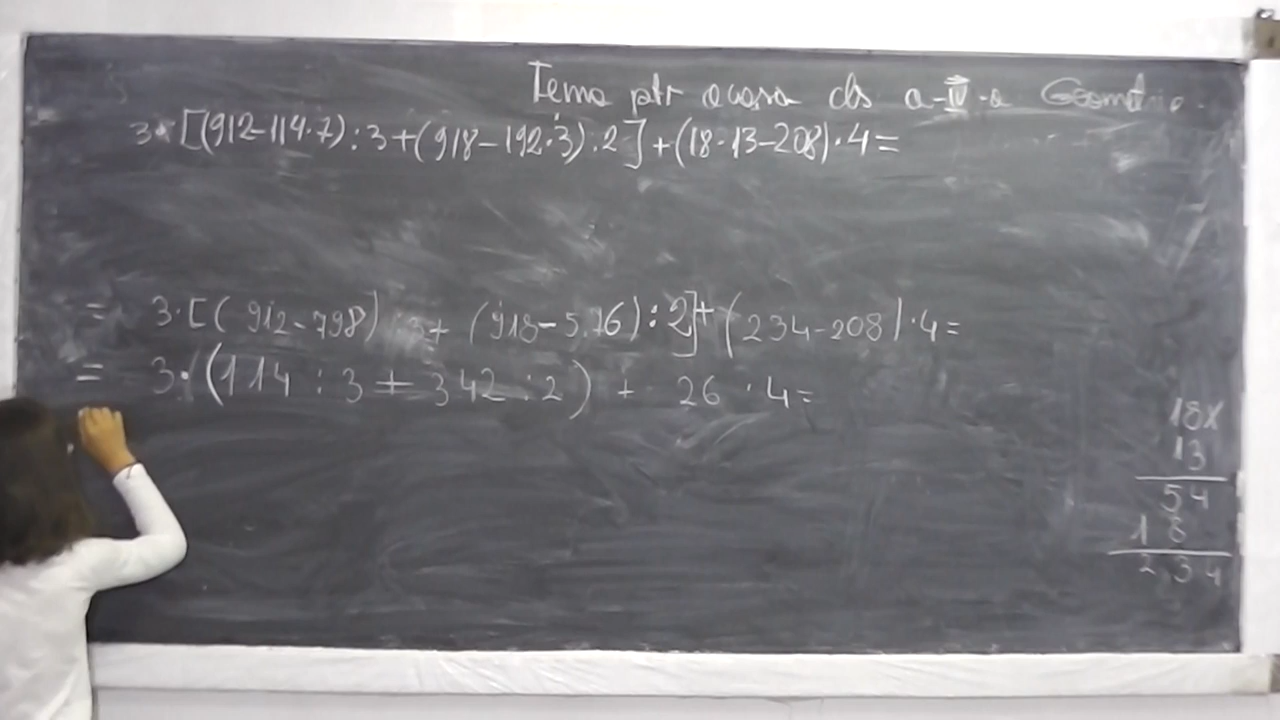 Tema ptr acasa cls a-IV-a Geometrie
3·[(912-114·7):3+(918-192·3):2]+(18·13-208)·4=
= 3·[(912-798):3+(918-576):2]+(234-208)·4=
= 3·(114:3+342:2)+ 26·4=
18x
13
54
18
234